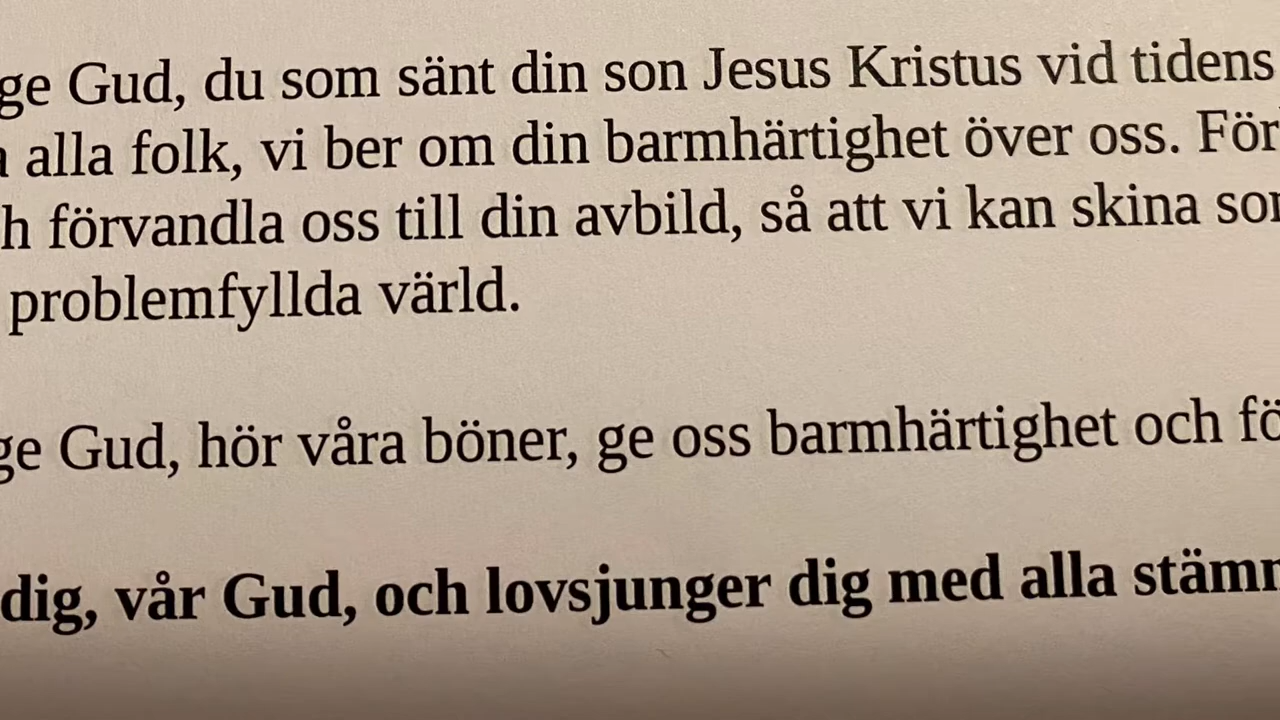 ge Gud, du som sänt din son Jesus Kristus vid tidens
alla folk, vi ber om din barmhärtighet över oss. För
h förvandla oss till din avbild, så att vi kan skina
problemfyllda värld.
ge Gud, hör våra böner, ge oss barmhärtighet och fö
dig, vår Gud, och lovsjunger dig med alla